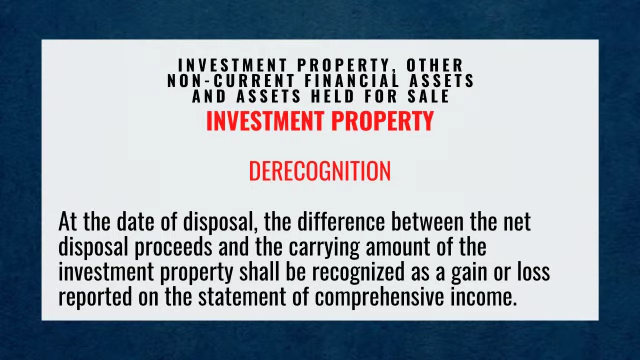 INVESTMENT PROPERTY, OTHER
NON-CURRENT FINANCIAL ASSETS
AND ASSETS HELD FOR SALE
INVESTMENT PROPERTY
DERECOGNITION
At the date of disposal, the difference between the net
disposal proceeds and the carrying amount of the
investment property shall be recognized as a gain or loss
reported on the statement of comprehensive income.